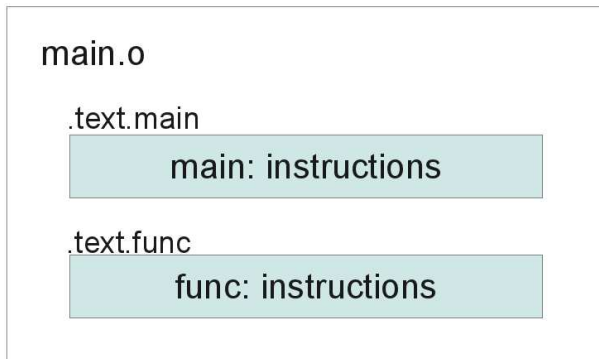 main.o
.text.main
main: instructions
.text.func
func: instructions